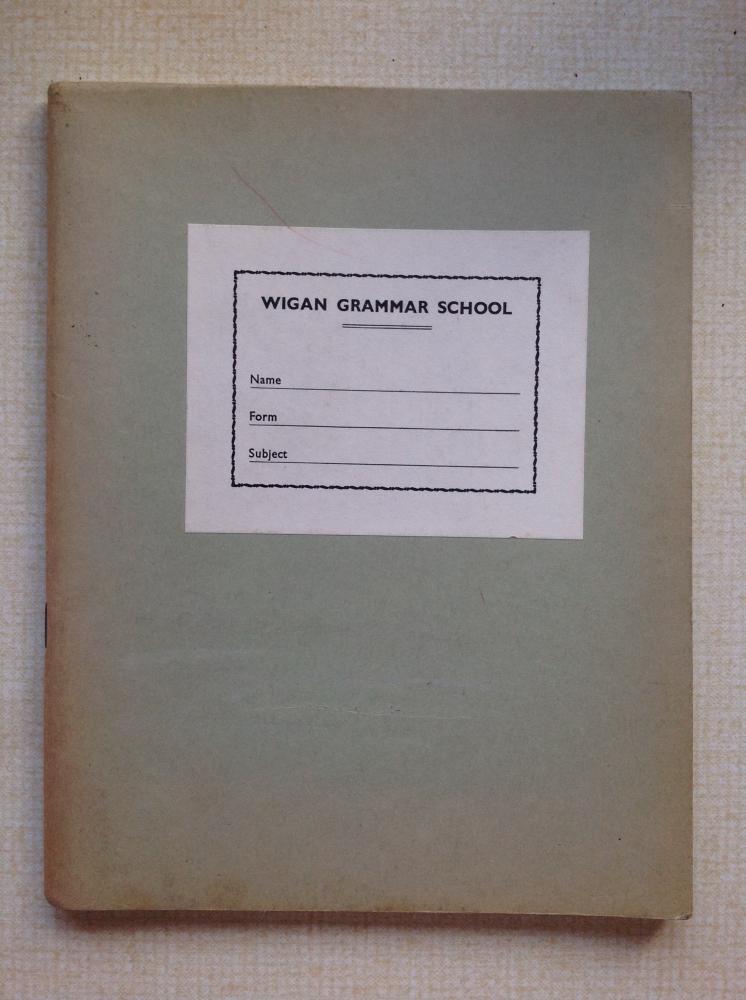 WIGAN GRAMMAR SCHOOL
Name
Form
Subject